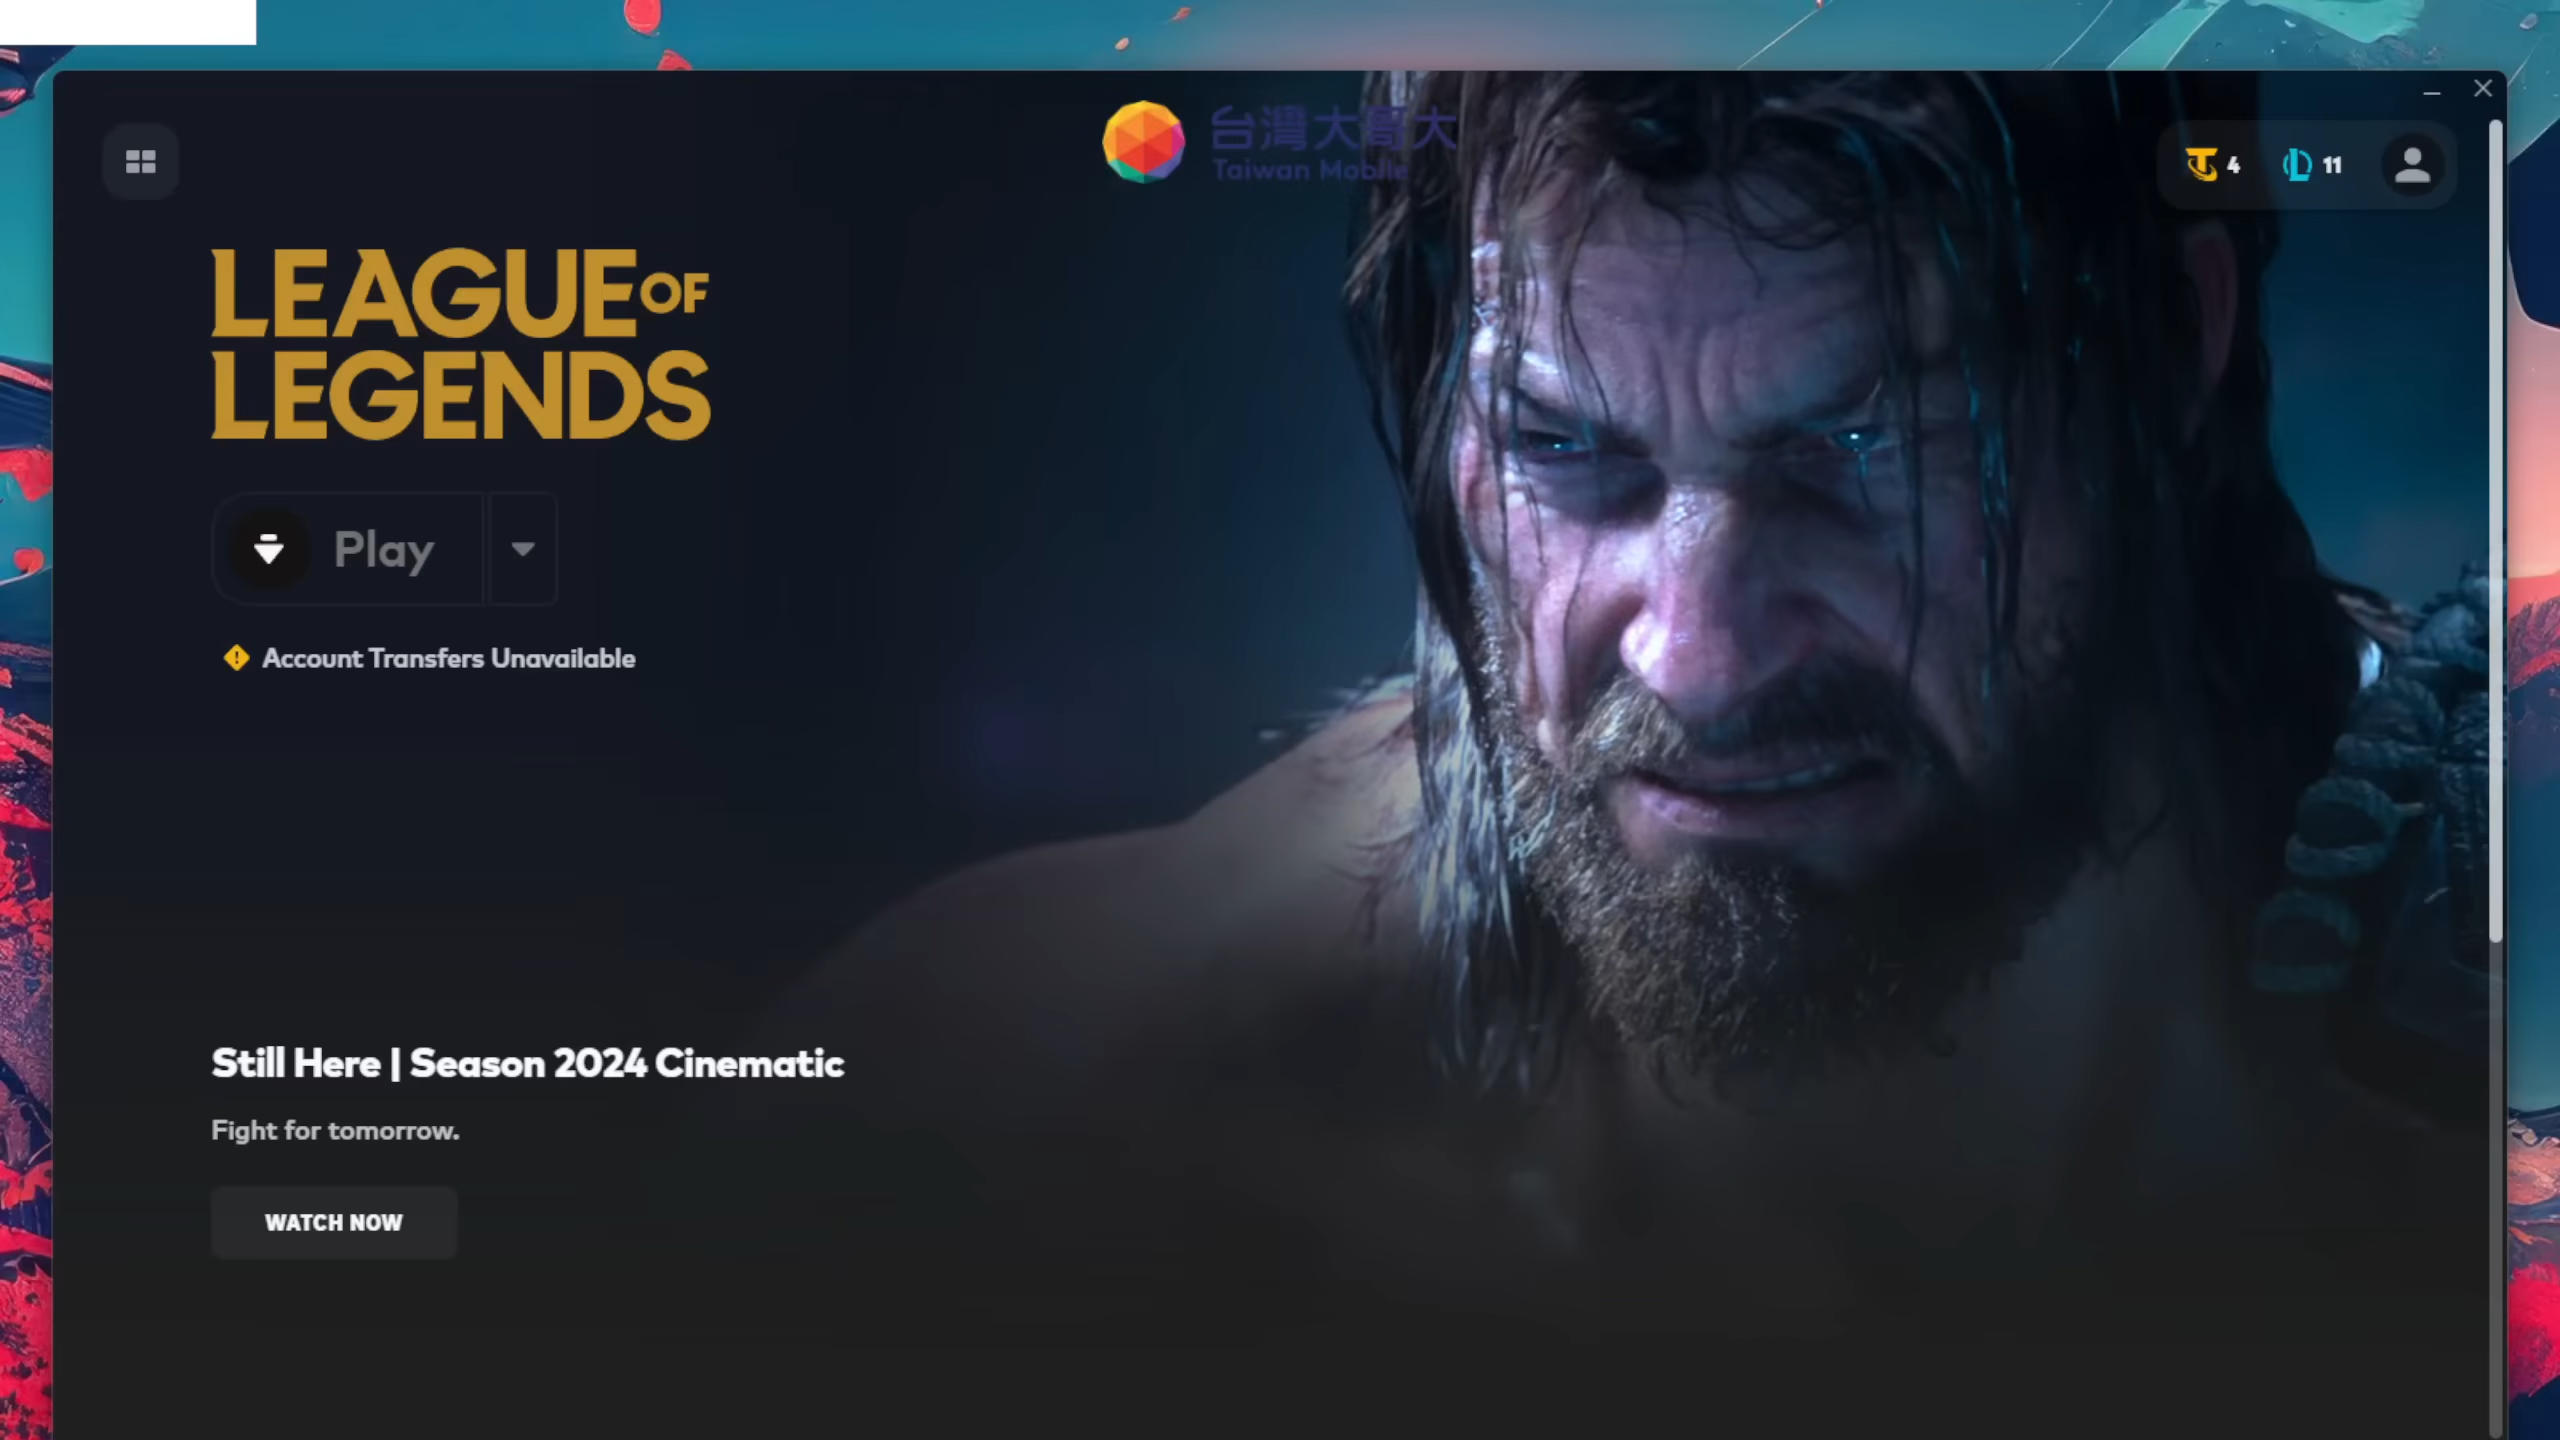 台灣大哥大
Taiwan Mobile
4
11
LEAGUE OF
LEGENDS
Play
Account Transfers Unavailable
Still Here | Season 2024 Cinematic
Fight for tomorrow.
WATCH NOW